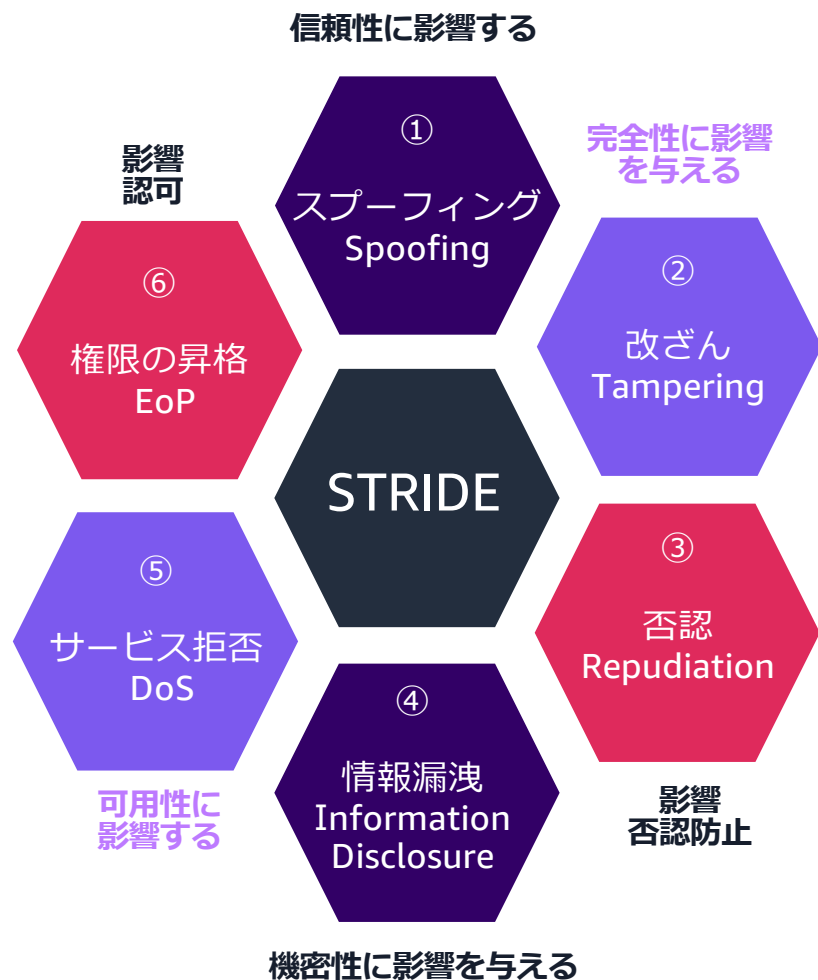 信頼性に影響する
①
スプーフィング
Spoofing
完全性に影響
を与える
②
改ざん
Tampering
③
否認
Repudiation
影響
否認防止
④
情報漏洩
Information
Disclosure
機密性に影響を与える
⑤
サービス拒否
DoS
可用性に
影響する
影響
認可
⑥
権限の昇格
EoP
STRIDE